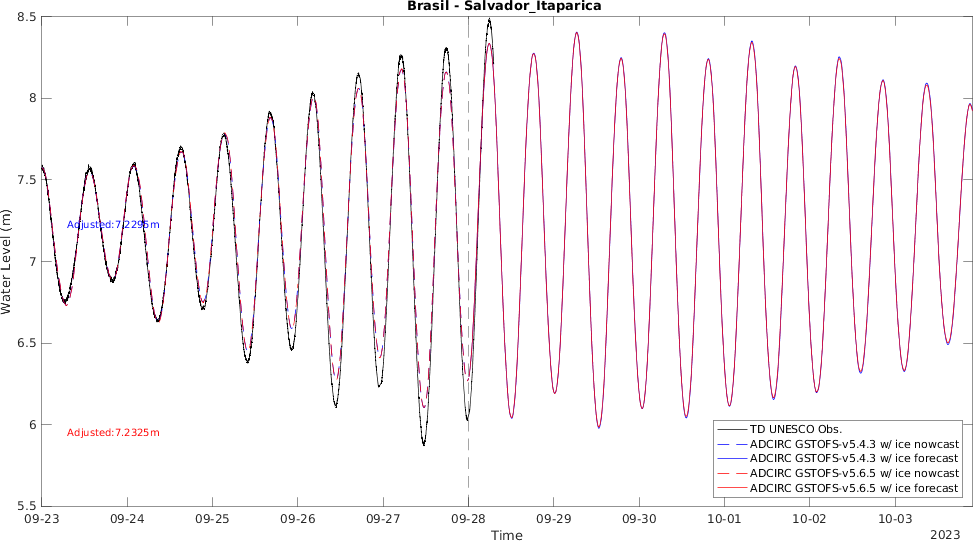 Brasil - Salvador_Itaparica
Water Level (m)
8.5
8
7.5
7
6.5
6
5.5
Adjusted:7.2295m
Adjusted:7.2325m
TD UNESCO Obs.
ADCIRC GSTOFS-v5.4.3 w/ ice nowcast
ADCIRC GSTOFS-v5.4.3 w/ ice forecast
ADCIRC GSTOFS-v5.6.5 w/ ice nowcast
ADCIRC GSTOFS-v5.6.5 w/ ice forecast
09-23 09-24 09-25 09-26 09-27 09-28 09-29 09-30 10-01 10-02 10-03
Time
2023